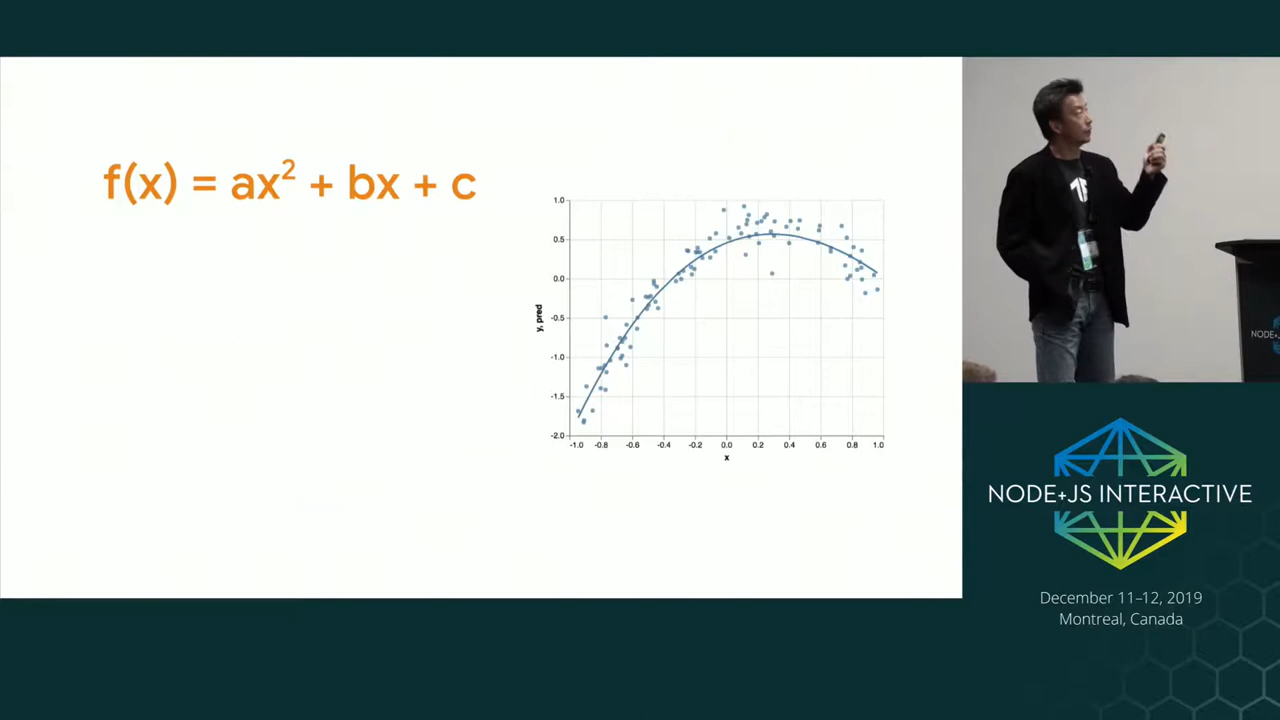 f(x) = ax² + bx + c
1.0
0.5
0.0
-0.5
-1.0
-1.5
-2.0
y, pred
-1.0 -0.8 -0.6 -0.4 -0.2 0.0 0.2 0.4 0.6 0.8 1.0
x
NODE+JS INTERACTIVE
December 11–12, 2019
Montreal, Canada